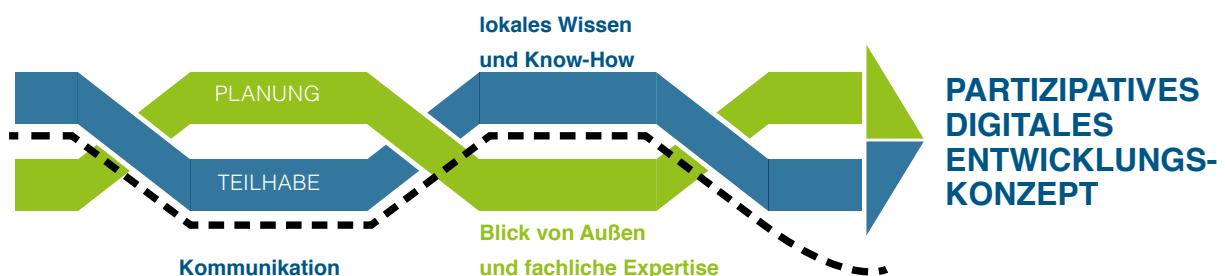 lokales Wissen
und Know-How
PLANUNG
TEILHABE
Kommunikation
Blick von Außen
und fachliche Expertise
PARTIZIPATIVES
DIGITALES
ENTWICKLUNGS-
KONZEPT